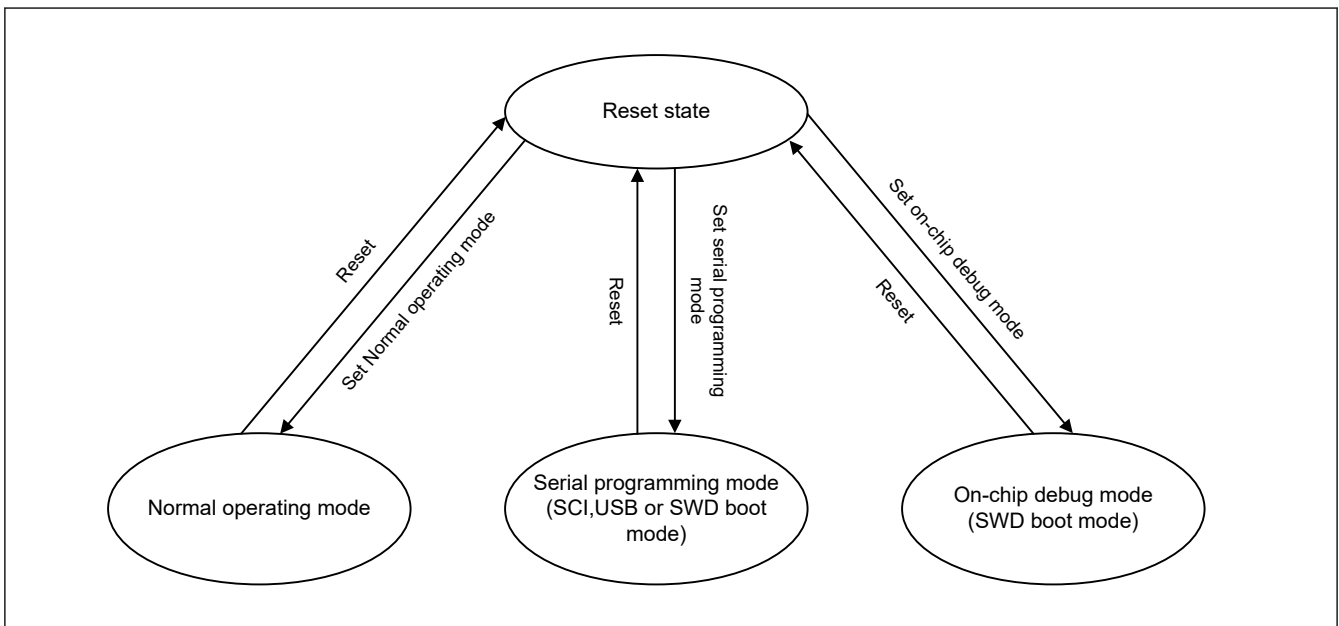 Reset state
Reset
Set Normal operating mode
Reset
Set serial programming
mode
Set on-chip debug mode
Reset
Normal operating mode
Serial programming mode
(SCI,USB or SWD boot
mode)
On-chip debug mode
(SWD boot mode)